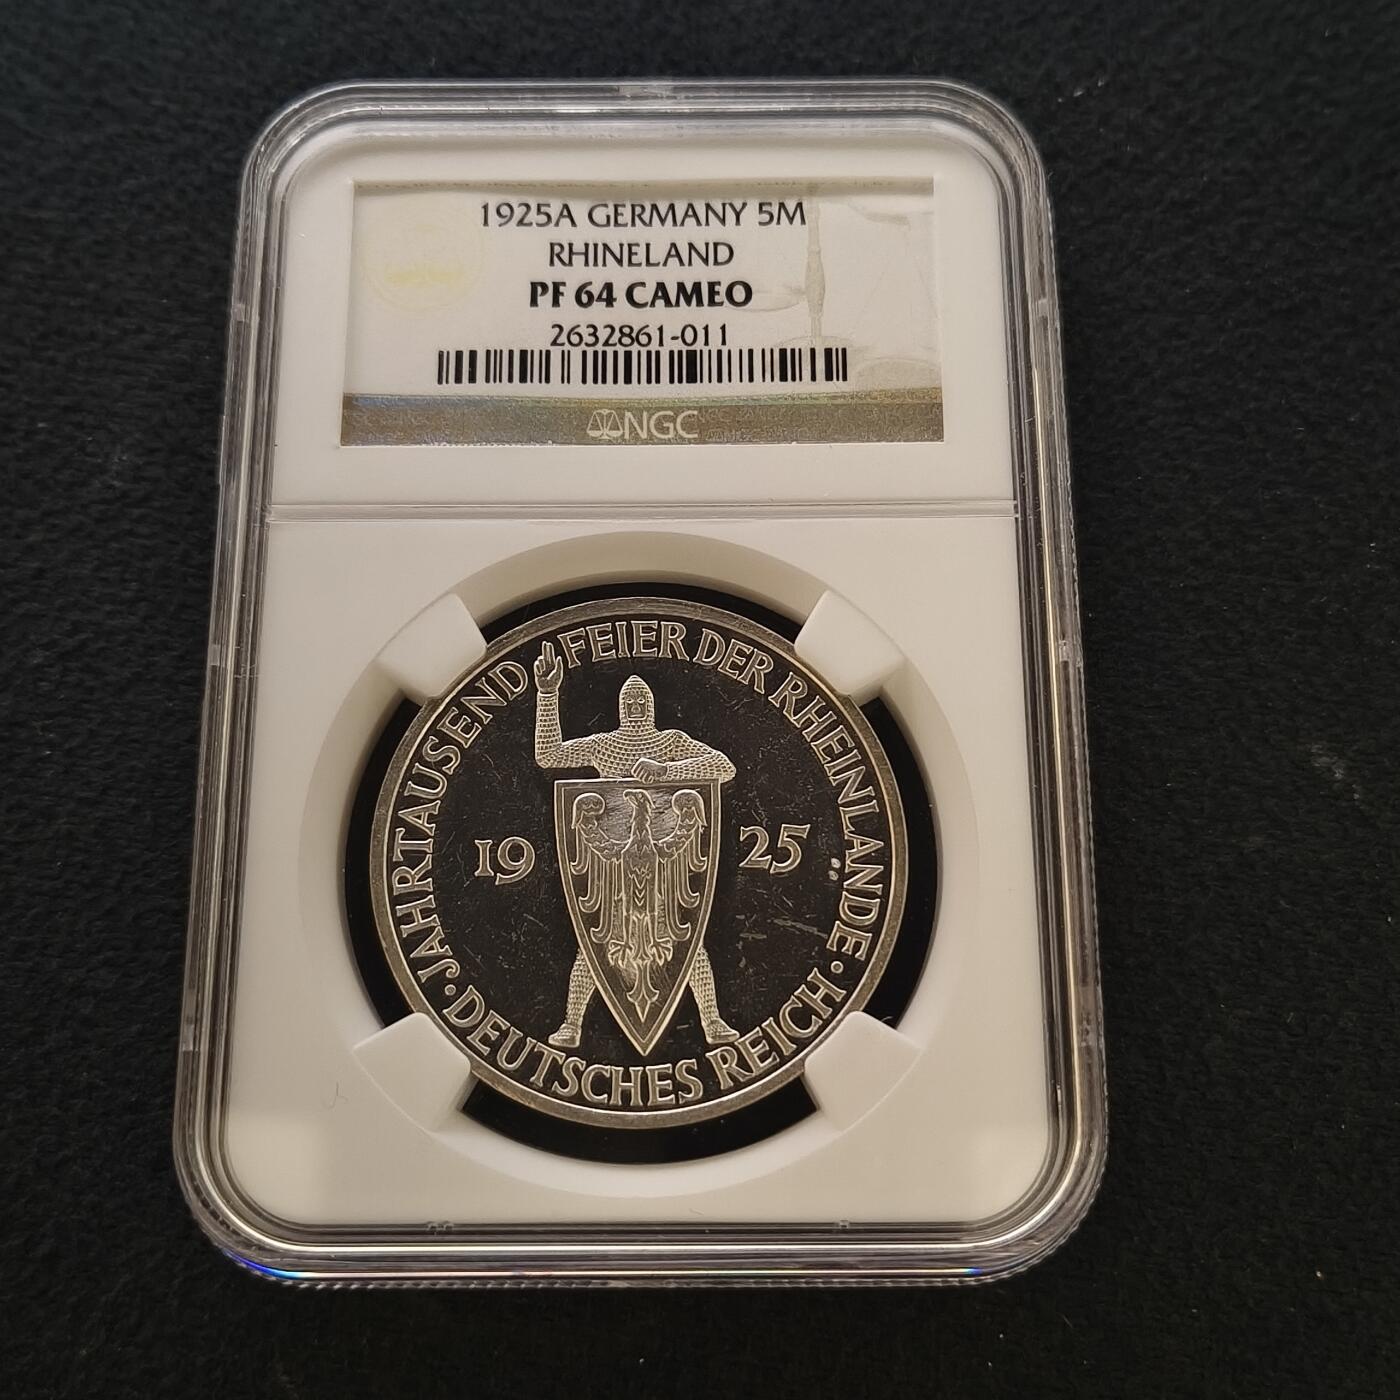 1925A GERMANY 5M
RHINELAND
PF 64 CAMEO
2632861-011
NGC
JAHRTAUSEND FEIER DER RHEINLANDE
19 25
· DEUTSCHES REICH ·